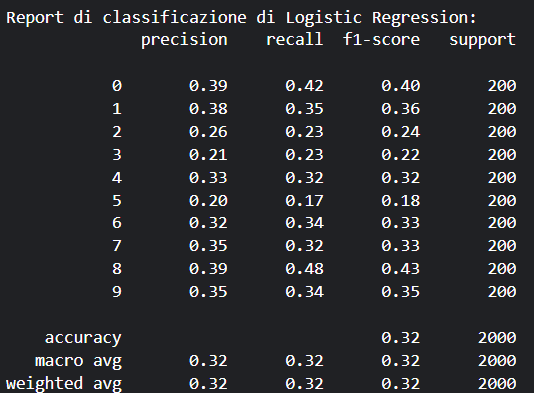 Report di classificazione di Logistic Regression:
precision recall f1-score support
0 0.39 0.42 0.40 200
1 0.38 0.35 0.36 200
2 0.26 0.23 0.24 200
3 0.21 0.23 0.22 200
4 0.33 0.32 0.32 200
5 0.20 0.17 0.18 200
6 0.32 0.34 0.33 200
7 0.35 0.32 0.33 200
8 0.39 0.48 0.43 200
9 0.35 0.34 0.35 200
accuracy 0.32 2000
macro avg 0.32 0.32 0.32 2000
weighted avg 0.32 0.32 0.32 2000